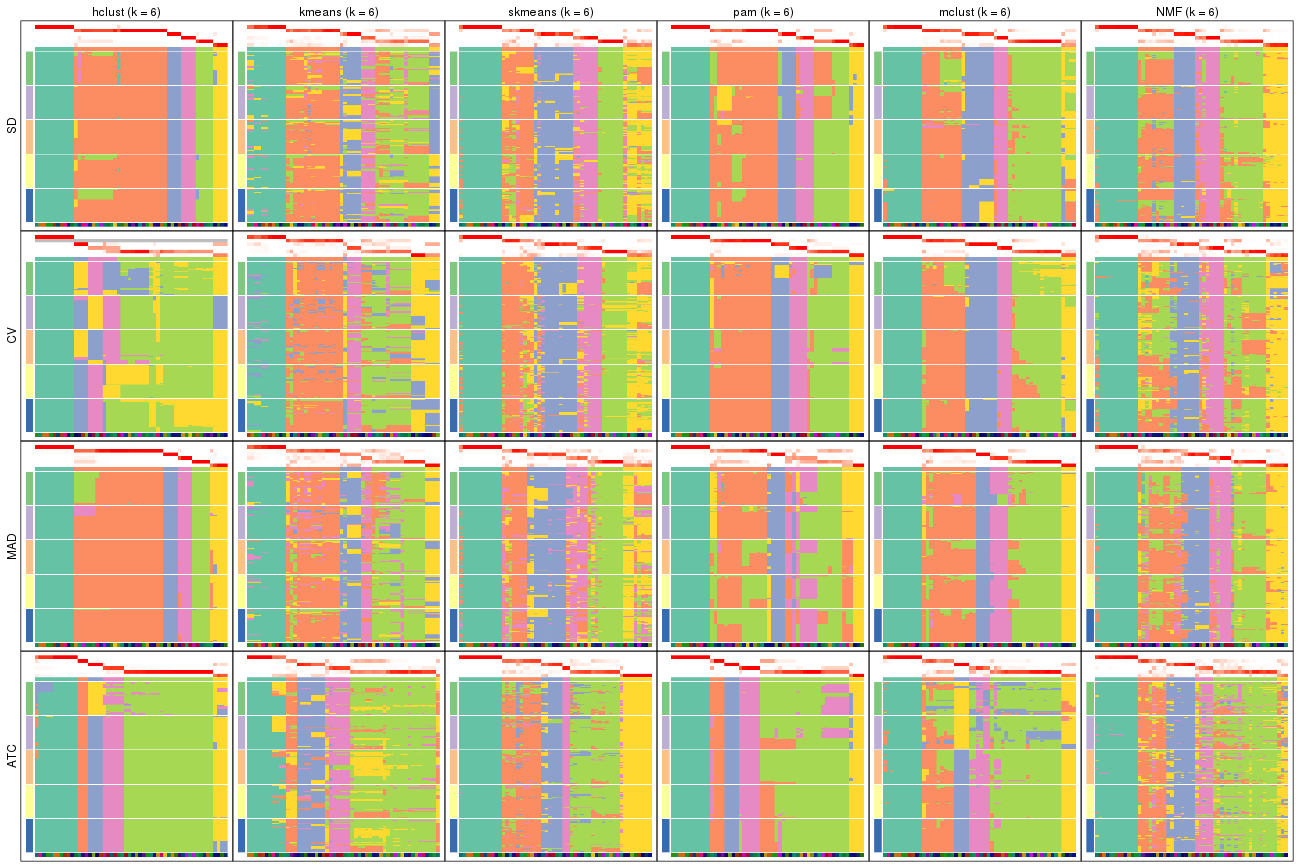 hclust (k = 6)
kmeans (k = 6)
skmeans (k = 6)
pam (k = 6)
mclust (k = 6)
NMF (k = 6)
SD
CV
MAD
ATC